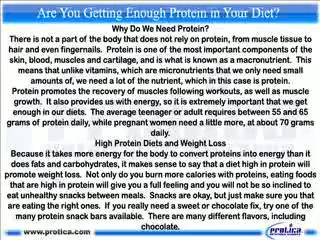 Are You Getting Enough Protein in Your Diet?
Why Do We Need Protein?
There is not a part of the body that does not rely on protein, from muscle tissue to
hair and even fingernails.  Protein is one of the most important components of the
skin, blood, muscles and cartilage, and is what is known as a macronutrient.  This
means that unlike vitamins, which are micronutrients that we only need small
amounts of, we need a lot of the nutrient, which in this case is protein.
Protein promotes the recovery of muscles following workouts, as well as muscle
growth.  It also provides us with energy, so it is extremely important that we get
enough in our diets.  The average teenager or adult requires between 55 and 65
grams of protein daily, while pregnant women need a little more, at about 70 grams
daily.
High Protein Diets and Weight Loss
Because it takes more energy for the body to convert proteins into energy than it
does fats and carbohydrates, it makes sense to say that a diet high in protein will
promote weight loss.  Not only do you burn more calories with proteins, eating foods
that are high in protein will give you a full feeling and you will not be so inclined to
eat unhealthy snacks between meals.  Snacks are okay, but just make sure you that
are eating the right ones.  If you really need a sweet or chocolate fix, try one of the
many protein snack bars available.  There are many different flavors, including
chocolate.
www.protica.com
protica